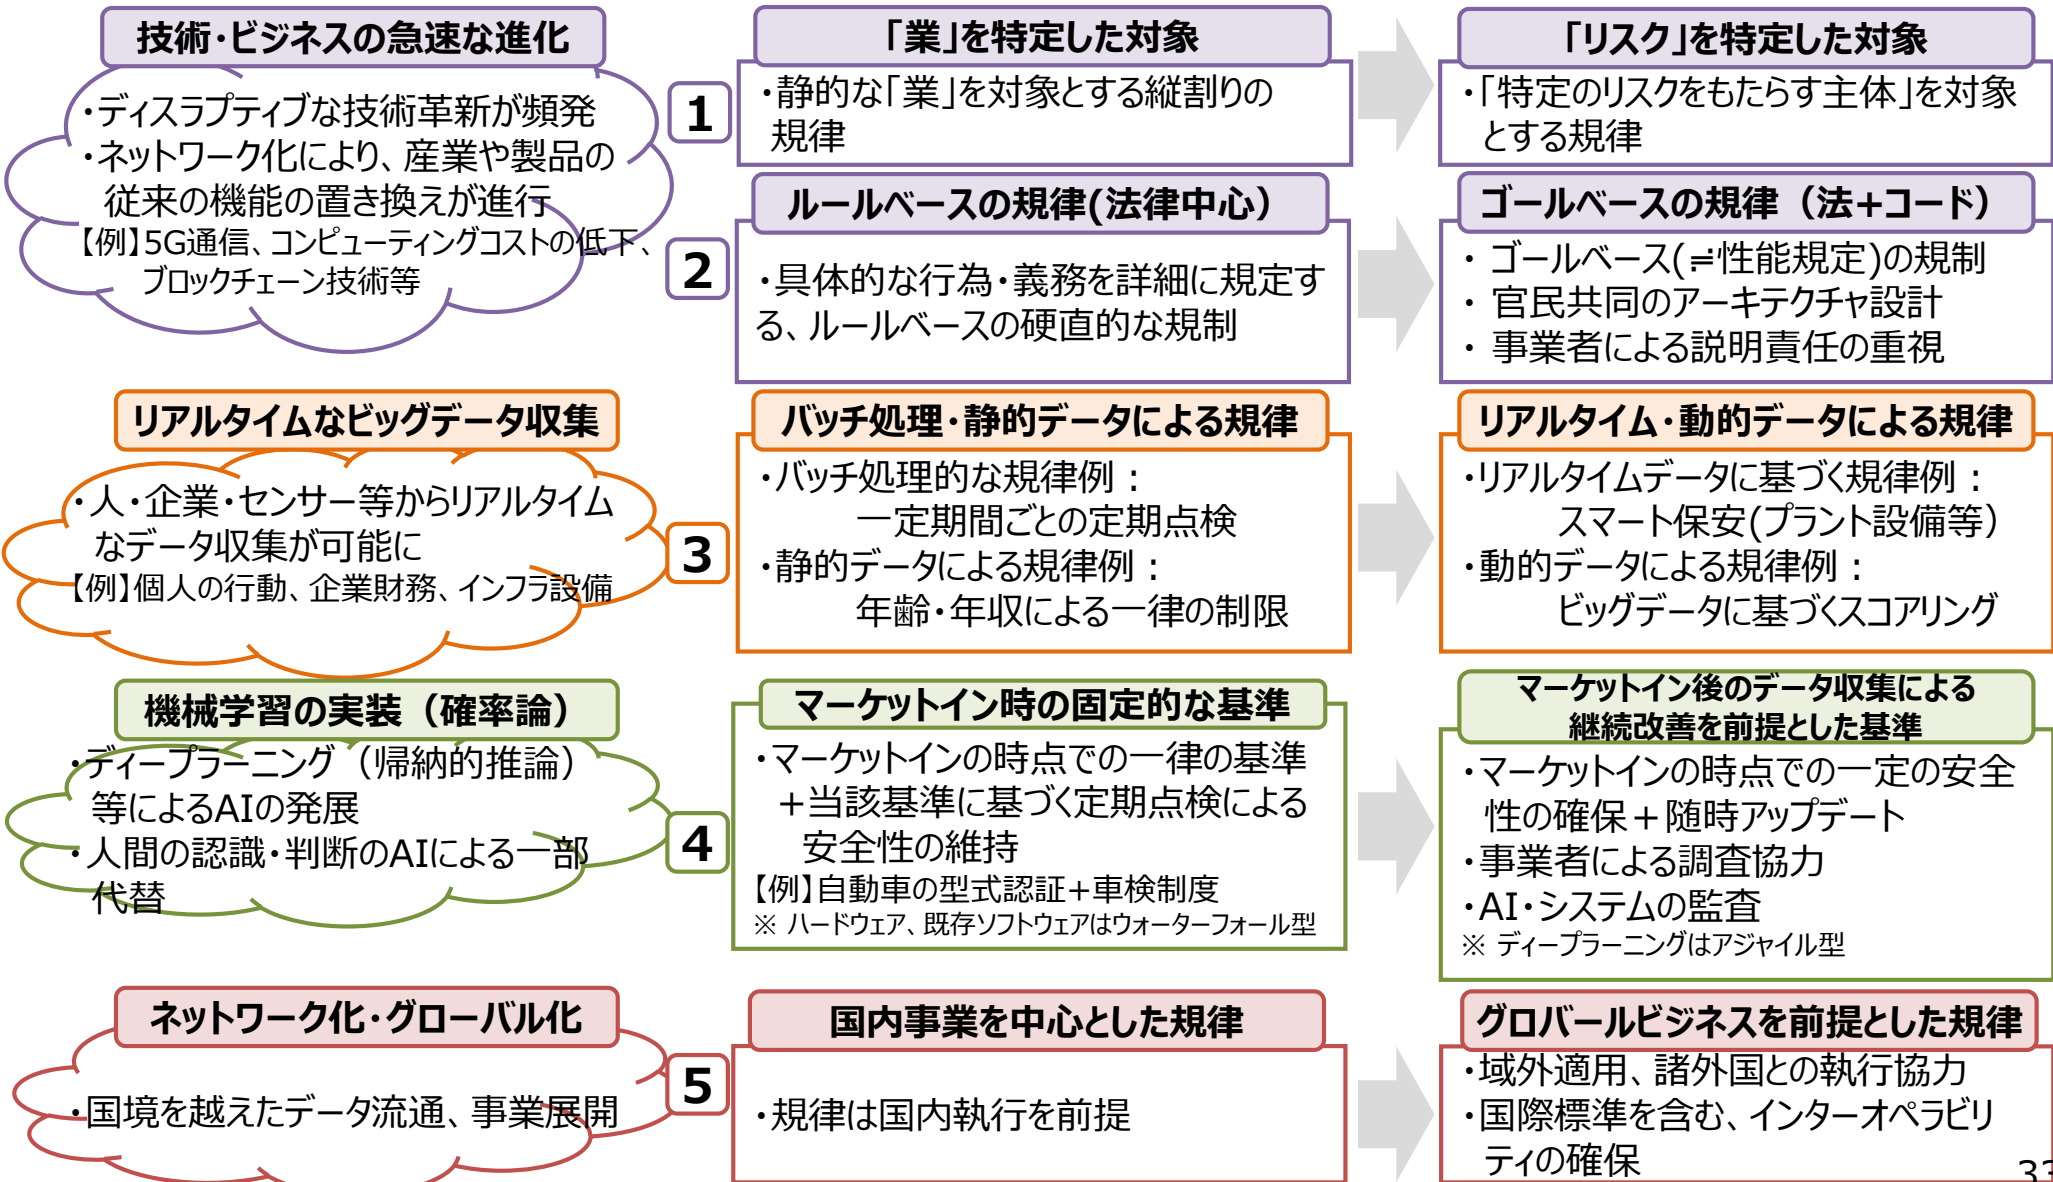 技術・ビジネスの急速な進化
・ディスラプティブな技術革新が頻発
・ネットワーク化により、産業や製品の
従来の機能の置き換えが進行
【例】5G通信、コンピューティングコストの低下、
ブロックチェーン技術等
1
「業」を特定した対象
・静的な「業」を対象とする縦割りの
規律
「リスク」を特定した対象
・「特定のリスクをもたらす主体」を対象
とする規律
2
ルールベースの規律(法律中心）
・具体的な行為・義務を詳細に規定す
る、ルールベースの硬直的な規制
ゴールベースの規律（法+コード）
・ ゴールベース(≓性能規定)の規制
・ 官民共同のアーキテクチャ設計
・ 事業者による説明責任の重視
リアルタイムなビッグデータ収集
・人・企業・センサー等からリアルタイム
なデータ収集が可能に
【例】個人の行動、企業財務、インフラ設備
3
バッチ処理・静的データによる規律
・バッチ処理的な規律例：
一定期間ごとの定期点検
・静的データによる規律例：
年齢・年収による一律の制限
リアルタイム・動的データによる規律
・リアルタイムデータに基づく規律例：
スマート保安(プラント設備等）
・動的データによる規律例：
ビッグデータに基づくスコアリング
機械学習の実装（確率論）
・ディープラーニング（帰納的推論）
等によるAIの発展
・人間の認識・判断のAIによる一部
代替
4
マーケットイン時の固定的な基準
・マーケットインの時点での一律の基準
＋当該基準に基づく定期点検による
安全性の維持
【例】自動車の型式認証+車検制度
※ ハードウェア、既存ソフトウェアはウォーターフォール型
マーケットイン後のデータ収集による
継続改善を前提とした基準
・マーケットインの時点での一定の安全
性の確保＋随時アップデート
・事業者による調査協力
・AI・システムの監査
※ ディープラーニングはアジャイル型
ネットワーク化・グローバル化
・国境を越えたデータ流通、事業展開
5
国内事業を中心とした規律
・規律は国内執行を前提
グロバールビジネスを前提とした規律
・域外適用、諸外国との執行協力
・国際標準を含む、インターオペラビリ
ティの確保